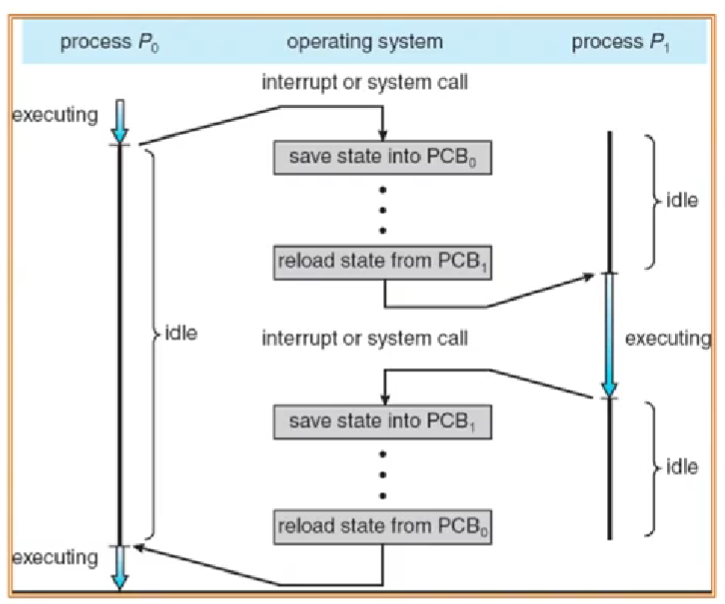 process P₀ operating system process P₁
interrupt or system call
executing
save state into PCB₀
idle
reload state from PCB₁
idle
interrupt or system call
executing
save state into PCB₁
idle
reload state from PCB₀
executing